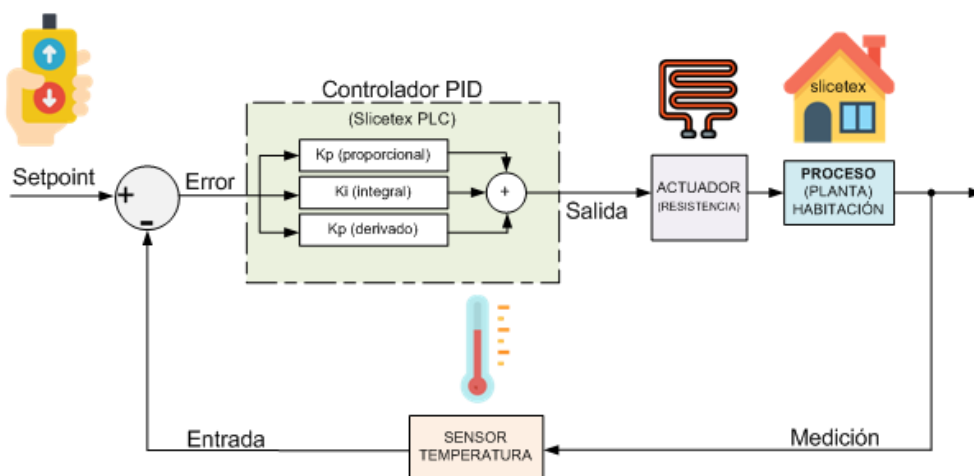 Controlador PID
(Slicetex PLC)
slicetex
Setpoint
+
-
Error
Kp (proporcional)
Ki (integral)
Kp (derivado)
+
Salida
ACTUADOR
(RESISTENCIA)
PROCESO
(PLANTA)
HABITACIÓN
Entrada
SENSOR
TEMPERATURA
Medición